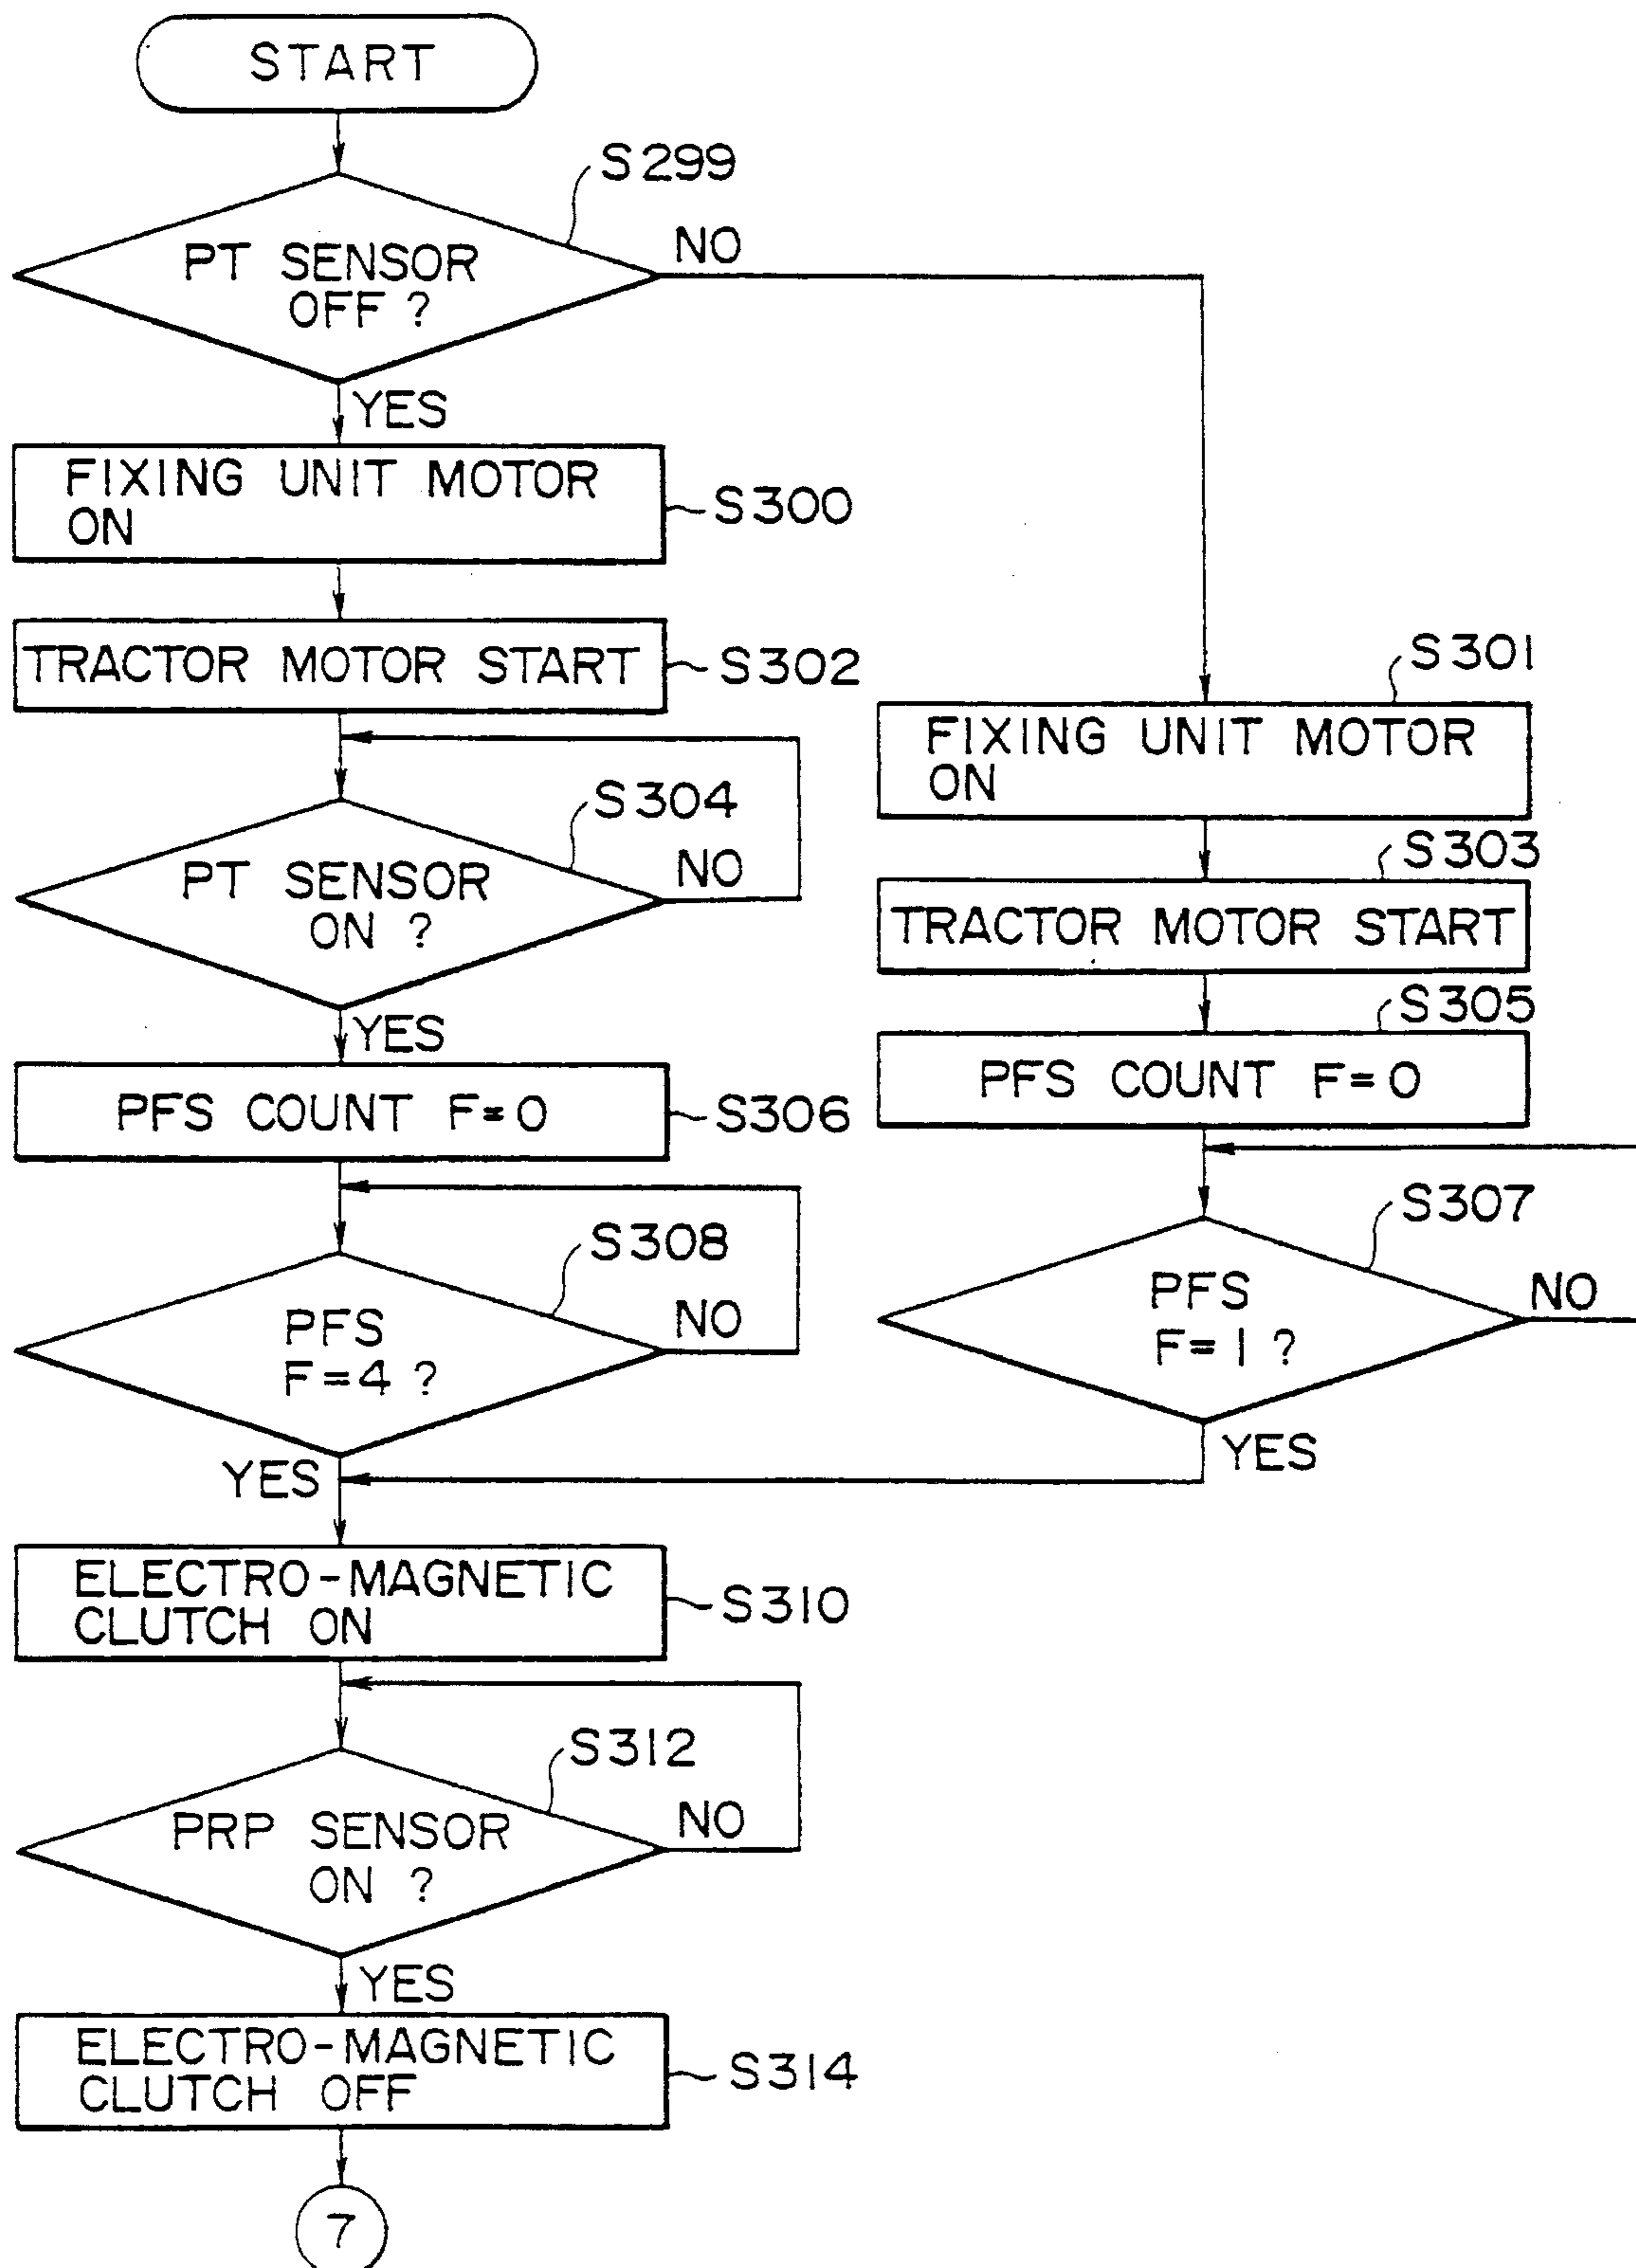 START
S299
PT SENSOR
OFF ?
NO
YES
FIXING UNIT MOTOR
ON
S300
TRACTOR MOTOR START
S302
S304
PT SENSOR
ON ?
NO
YES
PFS COUNT F=0
S306
S308
PFS
F=4 ?
NO
YES
S301
FIXING UNIT MOTOR
ON
S303
TRACTOR MOTOR START
S305
PFS COUNT F=0
S307
PFS
F=1 ?
NO
YES
ELECTRO-MAGNETIC
CLUTCH ON
S310
S312
PRP SENSOR
ON ?
NO
YES
ELECTRO-MAGNETIC
CLUTCH OFF
S314
7